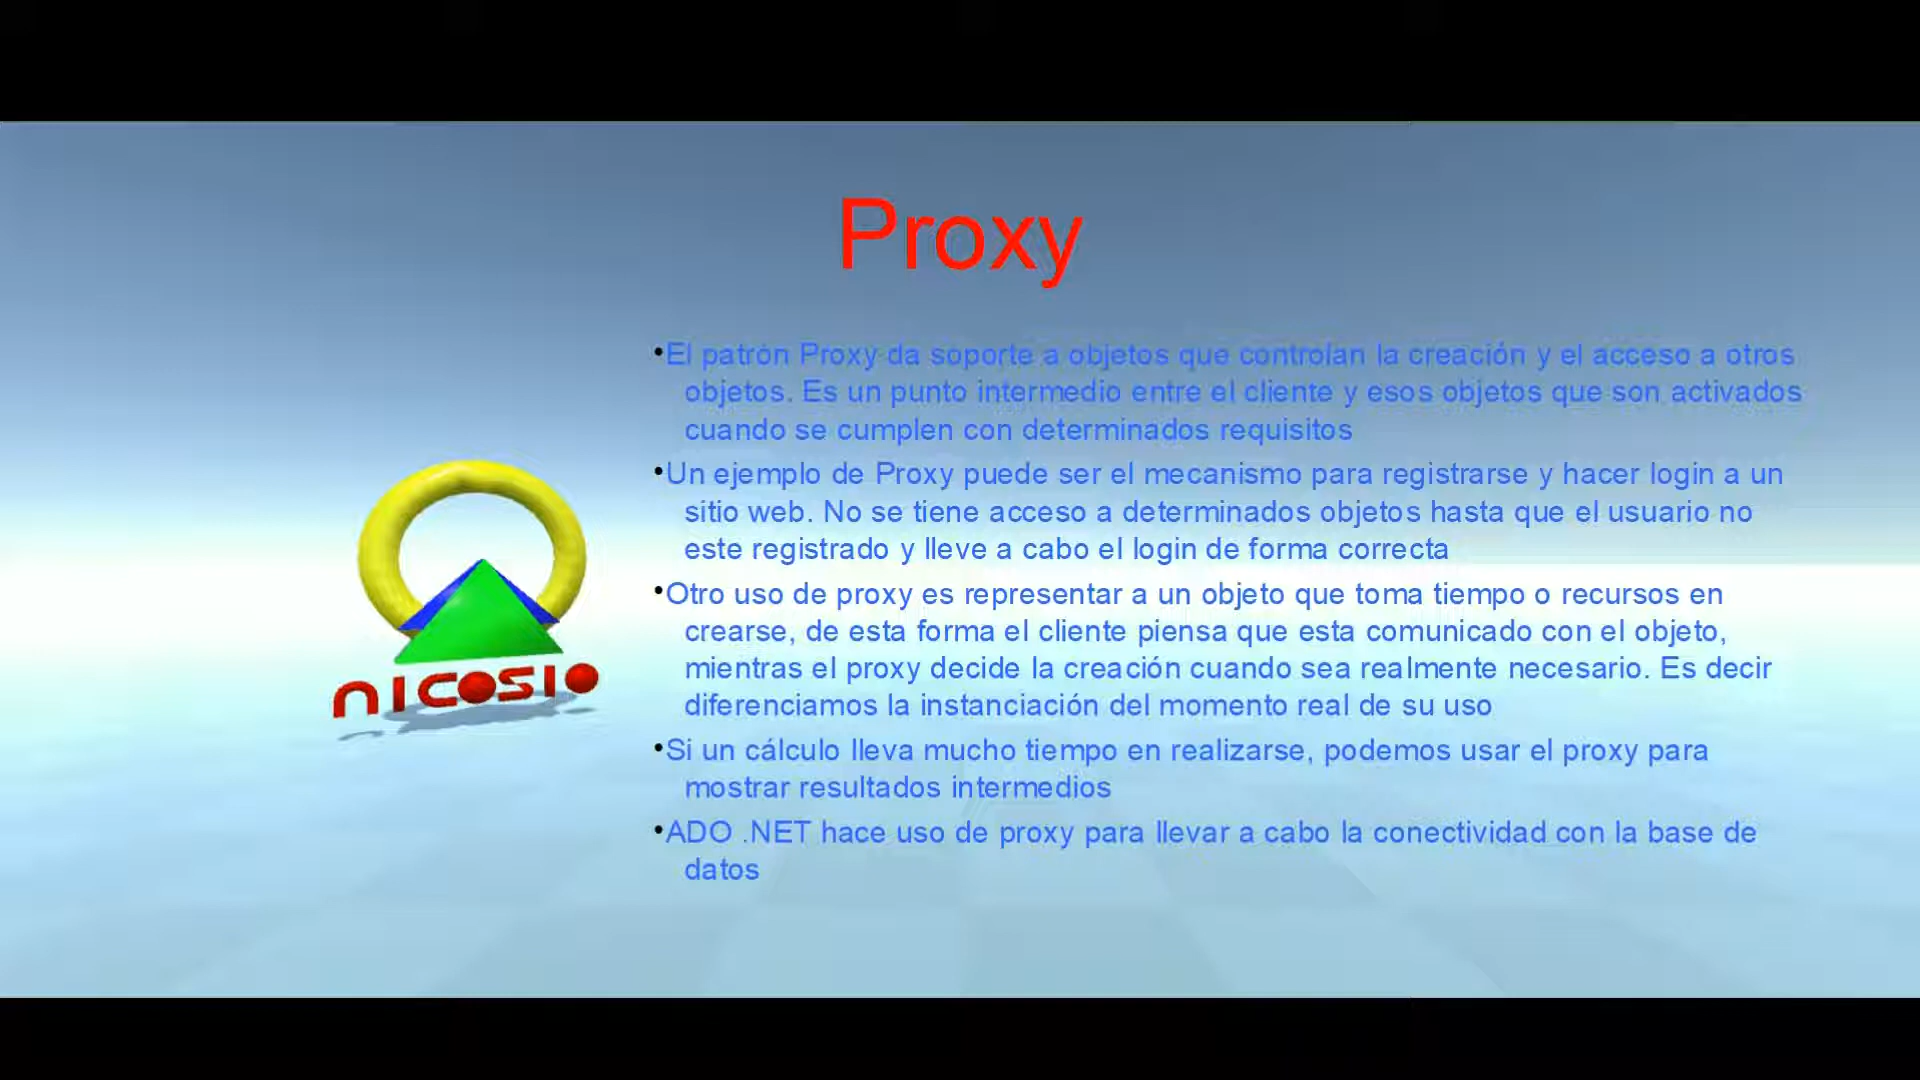 Proxy
•El patrón Proxy da soporte a objetos que controlan la creación y el acceso a otros
objetos. Es un punto intermedio entre el cliente y esos objetos que son activados
cuando se cumplen con determinados requisitos
•Un ejemplo de Proxy puede ser el mecanismo para registrarse y hacer login a un
sitio web. No se tiene acceso a determinados objetos hasta que el usuario no
este registrado y lleve a cabo el login de forma correcta
•Otro uso de proxy es representar a un objeto que toma tiempo o recursos en
crearse, de esta forma el cliente piensa que esta comunicado con el objeto,
mientras el proxy decide la creación cuando sea realmente necesario. Es decir
diferenciamos la instanciación del momento real de su uso
•Si un cálculo lleva mucho tiempo en realizarse, podemos usar el proxy para
mostrar resultados intermedios
•ADO .NET hace uso de proxy para llevar a cabo la conectividad con la base de
datos
nicosio